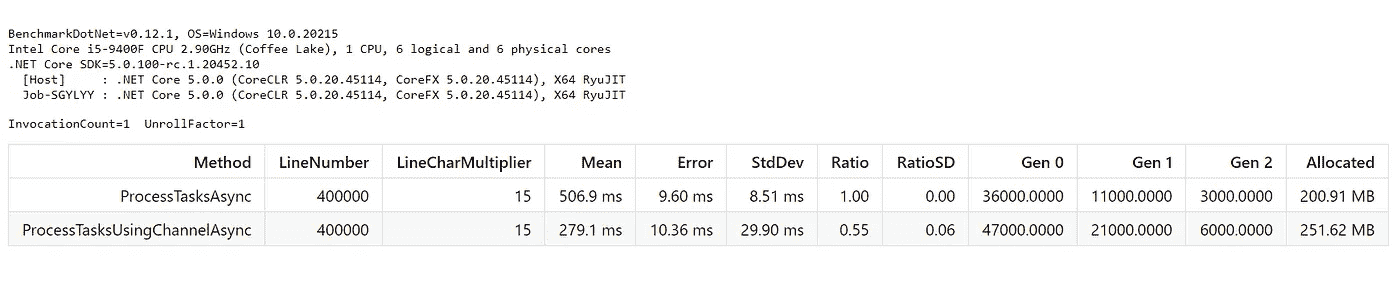 BenchmarkDotNet=v0.12.1, OS=Windows 10.0.20215
Intel Core i5-9400F CPU 2.90GHz (Coffee Lake), 1 CPU, 6 logical and 6 physical cores
.NET Core SDK=5.0.100-rc.1.20452.10
[Host]     : .NET Core 5.0.0 (CoreCLR 5.0.20.45114, CoreFX 5.0.20.45114), X64 RyuJIT
Job-SGYLYY : .NET Core 5.0.0 (CoreCLR 5.0.20.45114, CoreFX 5.0.20.45114), X64 RyuJIT
InvocationCount=1  UnrollFactor=1
Method LineNumber LineCharMultiplier Mean Error StdDev Ratio RatioSD Gen 0 Gen 1 Gen 2 Allocated
ProcessTasksAsync 400000 15 506.9 ms 9.60 ms 8.51 ms 1.00 0.00 36000.0000 11000.0000 3000.0000 200.91 MB
ProcessTasksUsingChannelAsync 400000 15 279.1 ms 10.36 ms 29.90 ms 0.55 0.06 47000.0000 21000.0000 6000.0000 251.62 MB